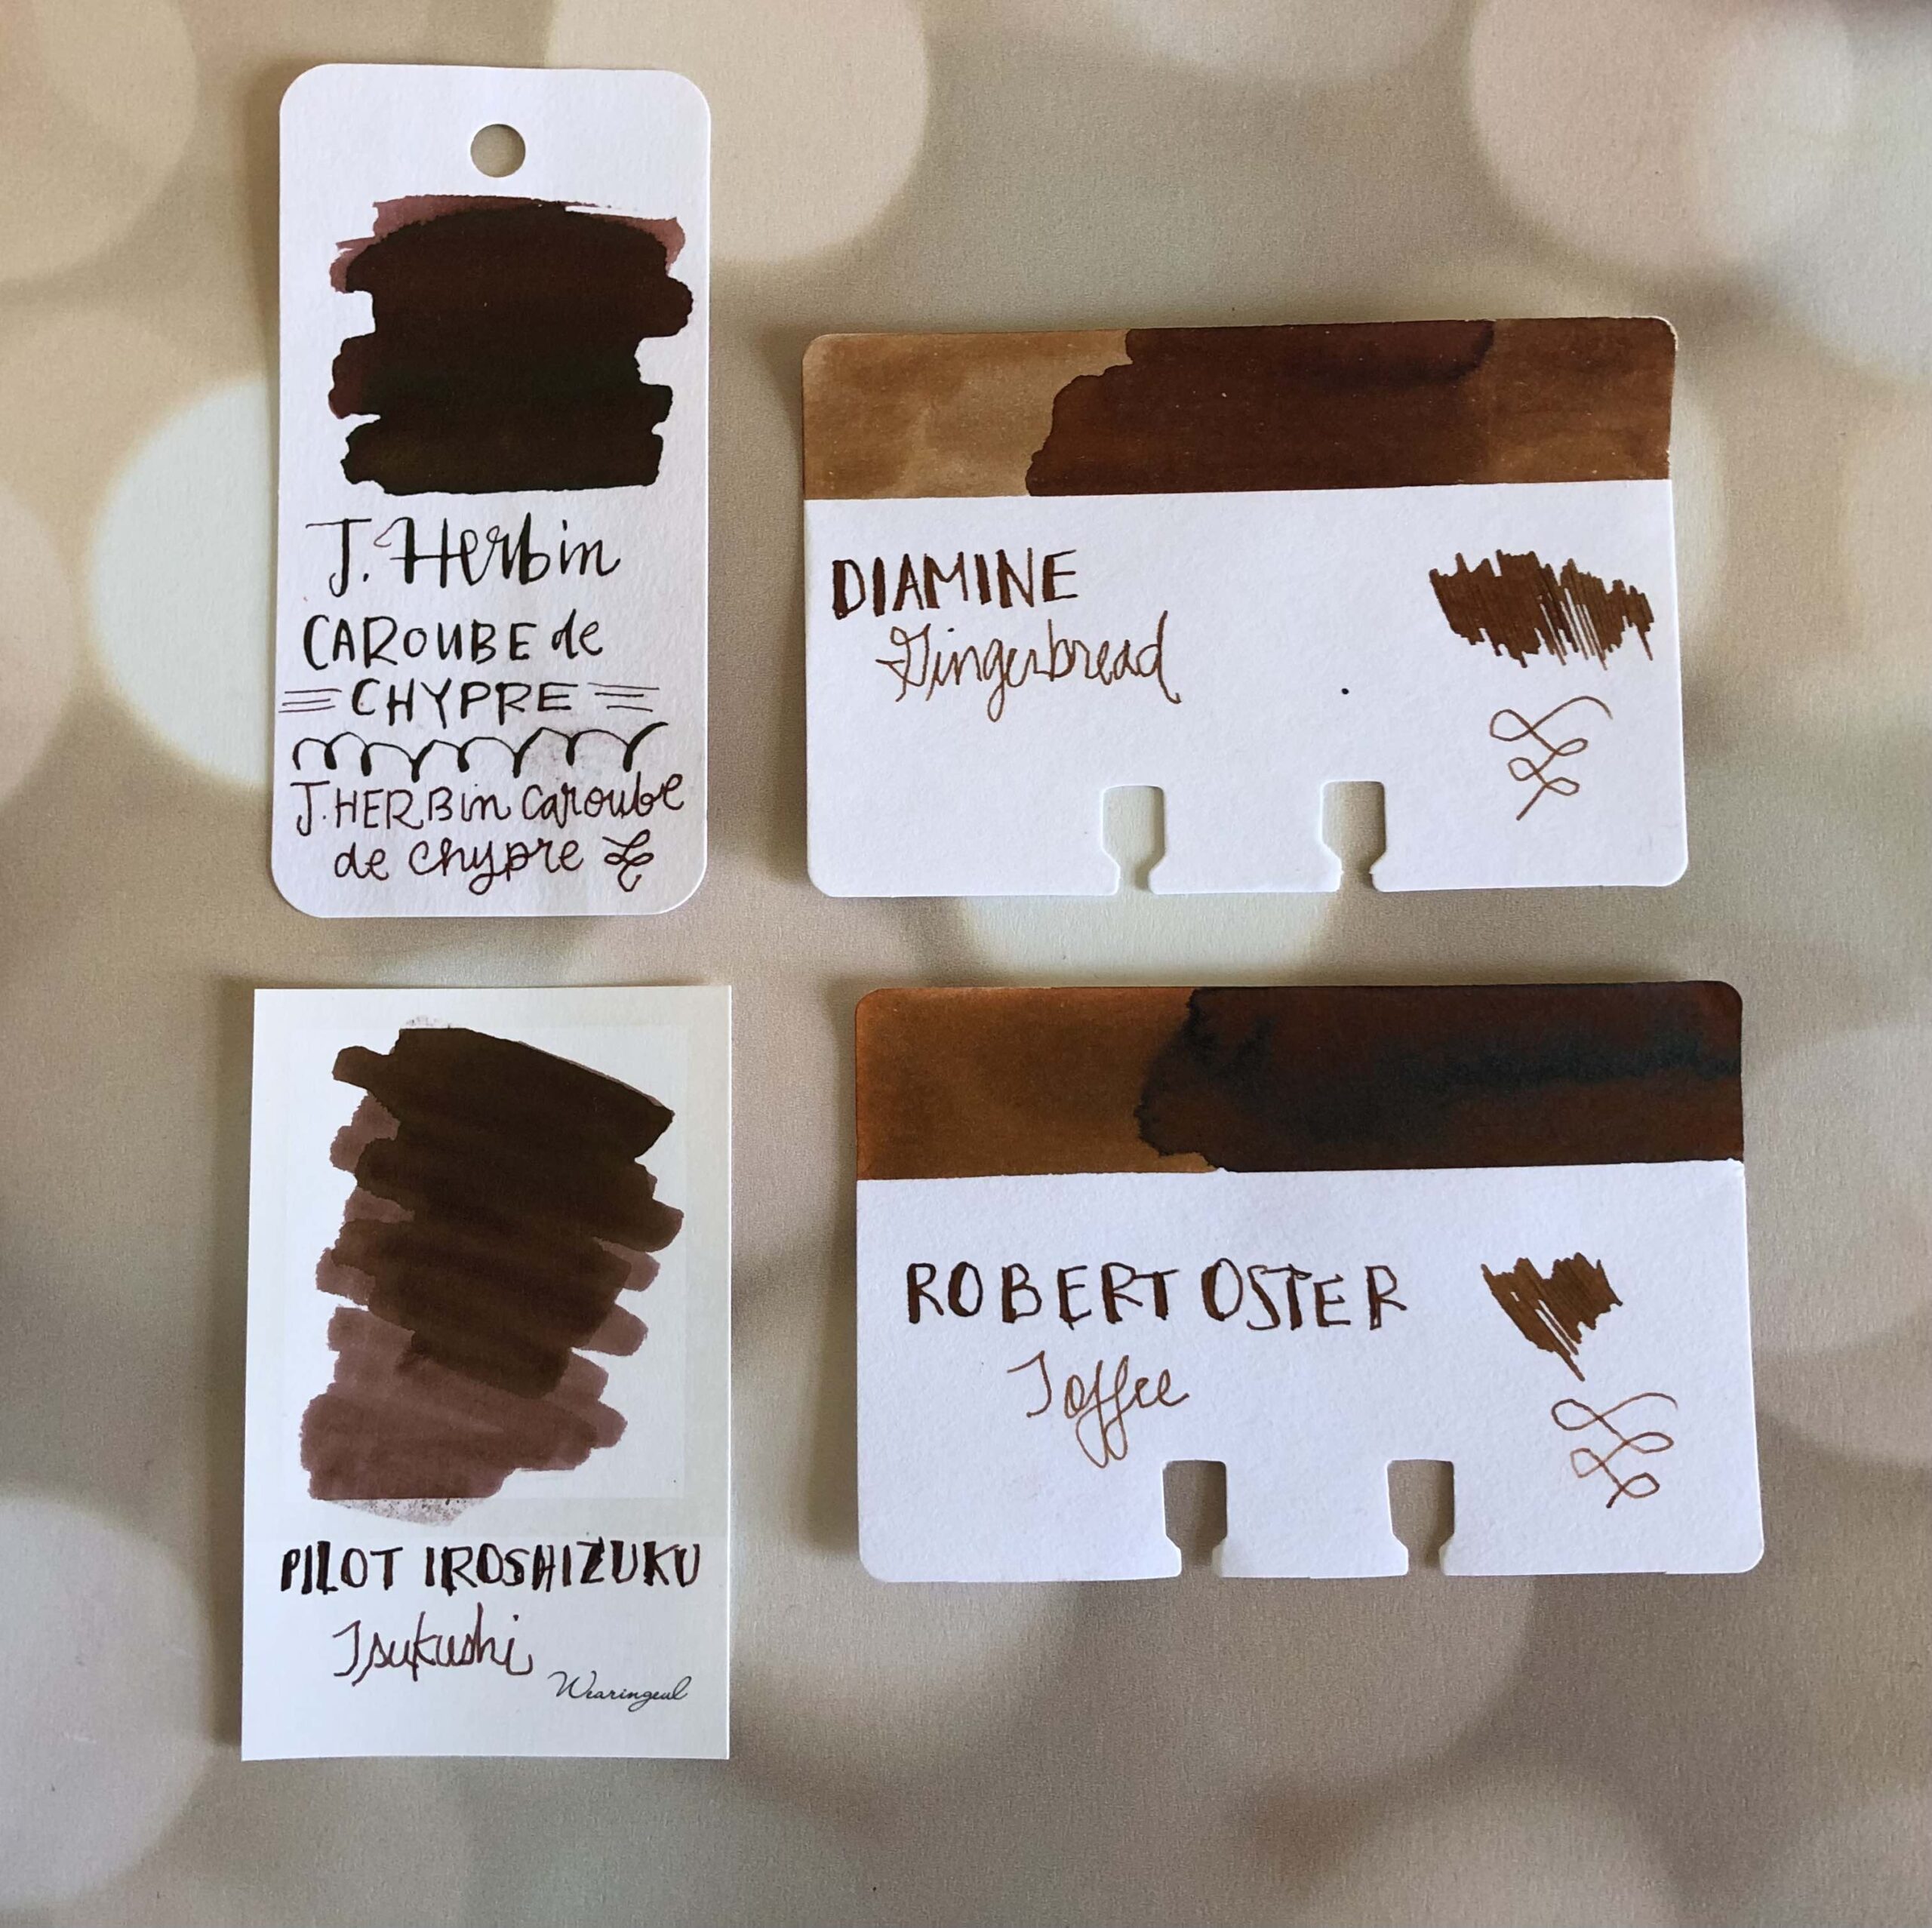 J. Herbin
CAROUBE de
CHYPRE
J. HERBin caroube
de chypre
DIAMINE
Gingerbread
PILOT IROSHIZUKU
Tsukushi
Wearingeul
ROBERT OSTER
Toffee